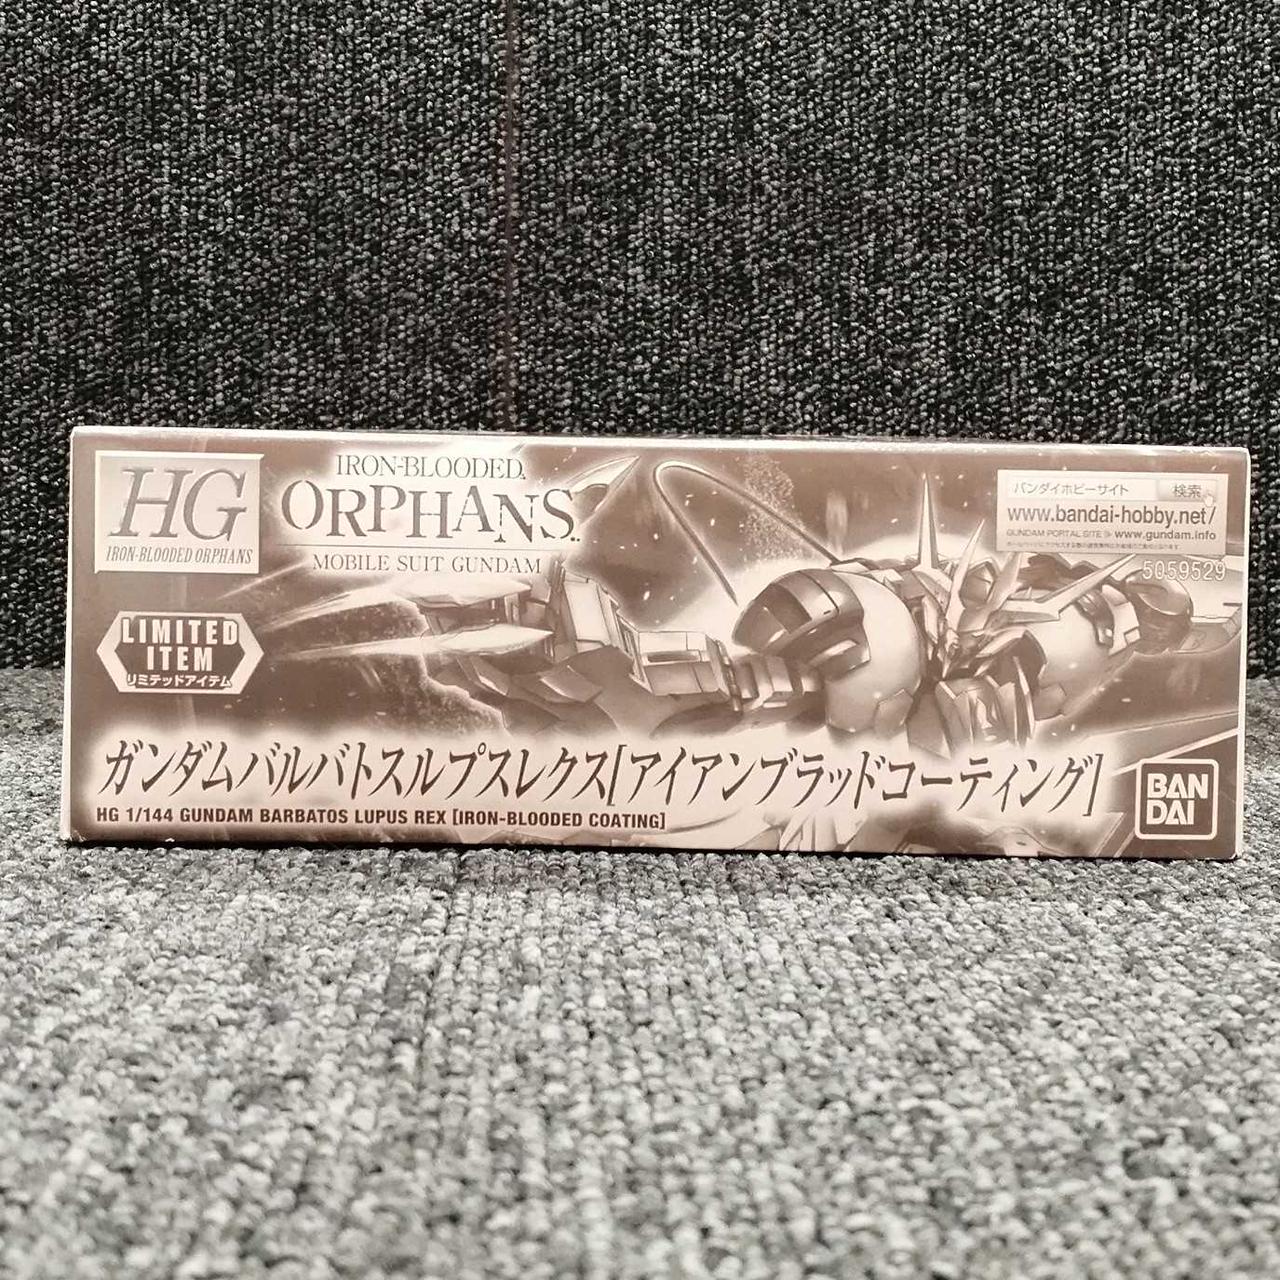 HG
IRON-BLOODED ORPHANS
IRON-BLOODED
ORPHANS
MOBILE SUIT GUNDAM
バンダイホビーサイト 検索
www.bandai-hobby.net/
GUNDAM PORTAL SITE www.gundam.info
5059529
LIMITED
ITEM
リミテッドアイテム
ガンダムバルバトスルプスレクス[アイアンブラッドコーティング]
HG 1/144 GUNDAM BARBATOS LUPUS REX [IRON-BLOODED COATING]
BAN
DAI